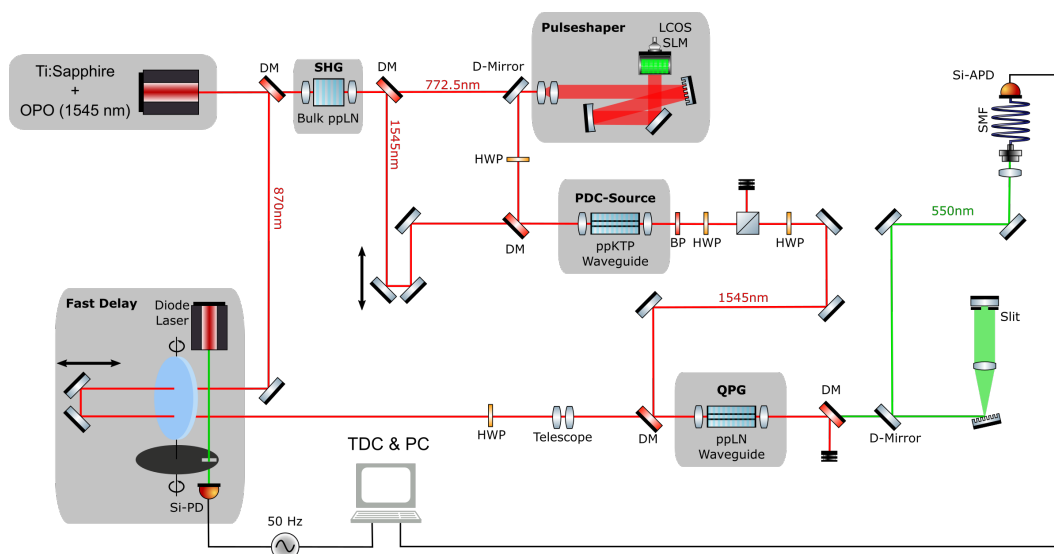 Ti:Sapphire
+
OPO (1545 nm)
DM
SHG
Bulk ppLN
DM
772.5nm
D-Mirror
Pulseshaper
LCOS
SLM
Si-APD
SMF
1545nm
870nm
HWP
DM
PDC-Source
ppKTP
Waveguide
BP
HWP
HWP
550nm
1545nm
Fast Delay
Diode
Laser
Si-PD
50 Hz
TDC & PC
HWP
Telescope
DM
QPG
ppLN
Waveguide
DM
D-Mirror
Slit